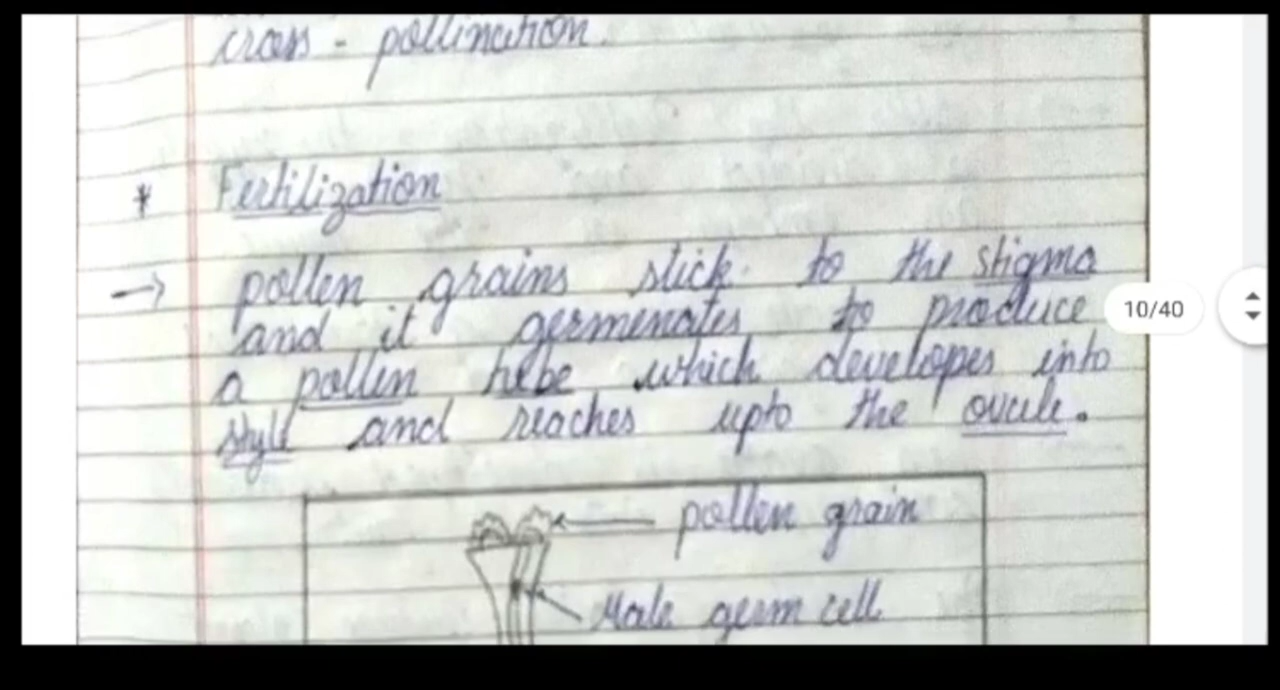 cross - pollination.
* Fertilization
→ pollen grains stick to the stigma
and it germenates to produce
10/40
a pollen tube which developes into
style and reaches upto the ovule.
pollen grain
Male germ cell